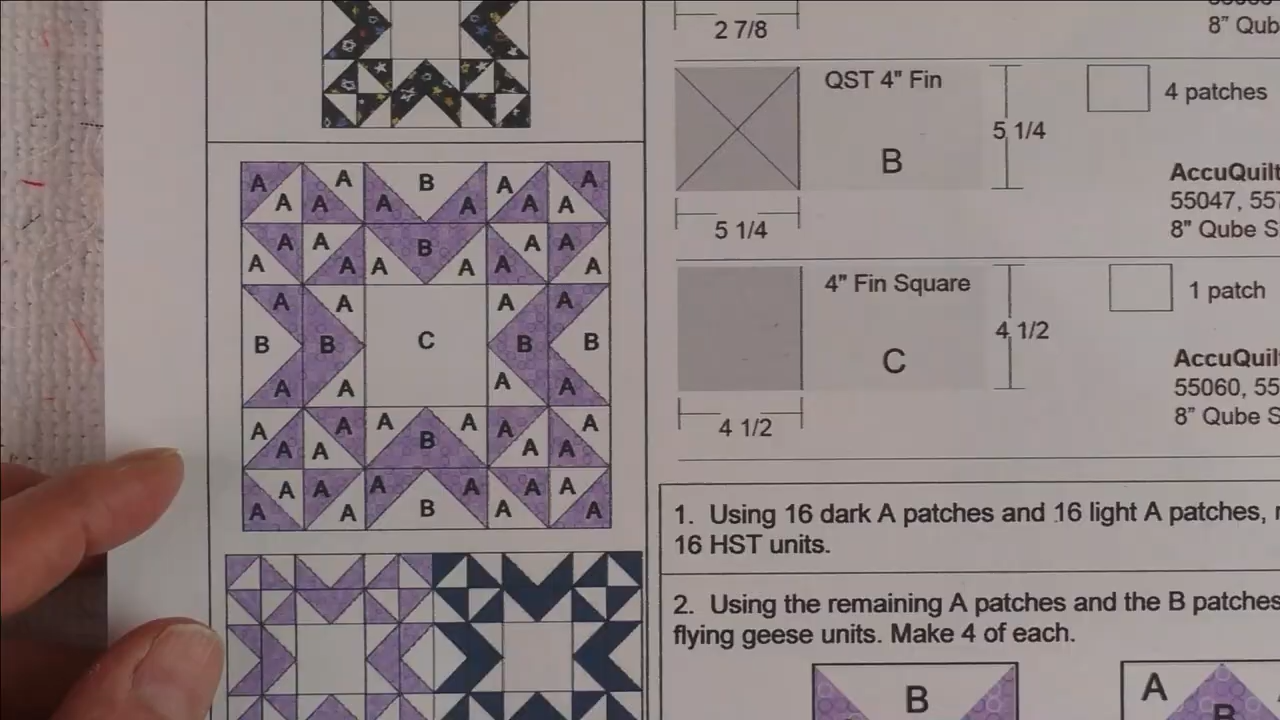 2 7/8
8” Qub
QST 4" Fin
B
5 1/4
5 1/4
4 patches
AccuQuilt
55047, 55
8" Qube S
4" Fin Square
C
4 1/2
4 1/2
1 patch
AccuQuilt
55060, 55
8” Qube S
A A B A A
A A A A A A
A A B A A
A A A A A A
A A A A
B B C B B
A A A A
A A A A A A
A A B A A
A A A A A A
A A B A A
1. Using 16 dark A patches and 16 light A patches,
16 HST units.
2. Using the remaining A patches and the B patches
flying geese units. Make 4 of each.
B A B